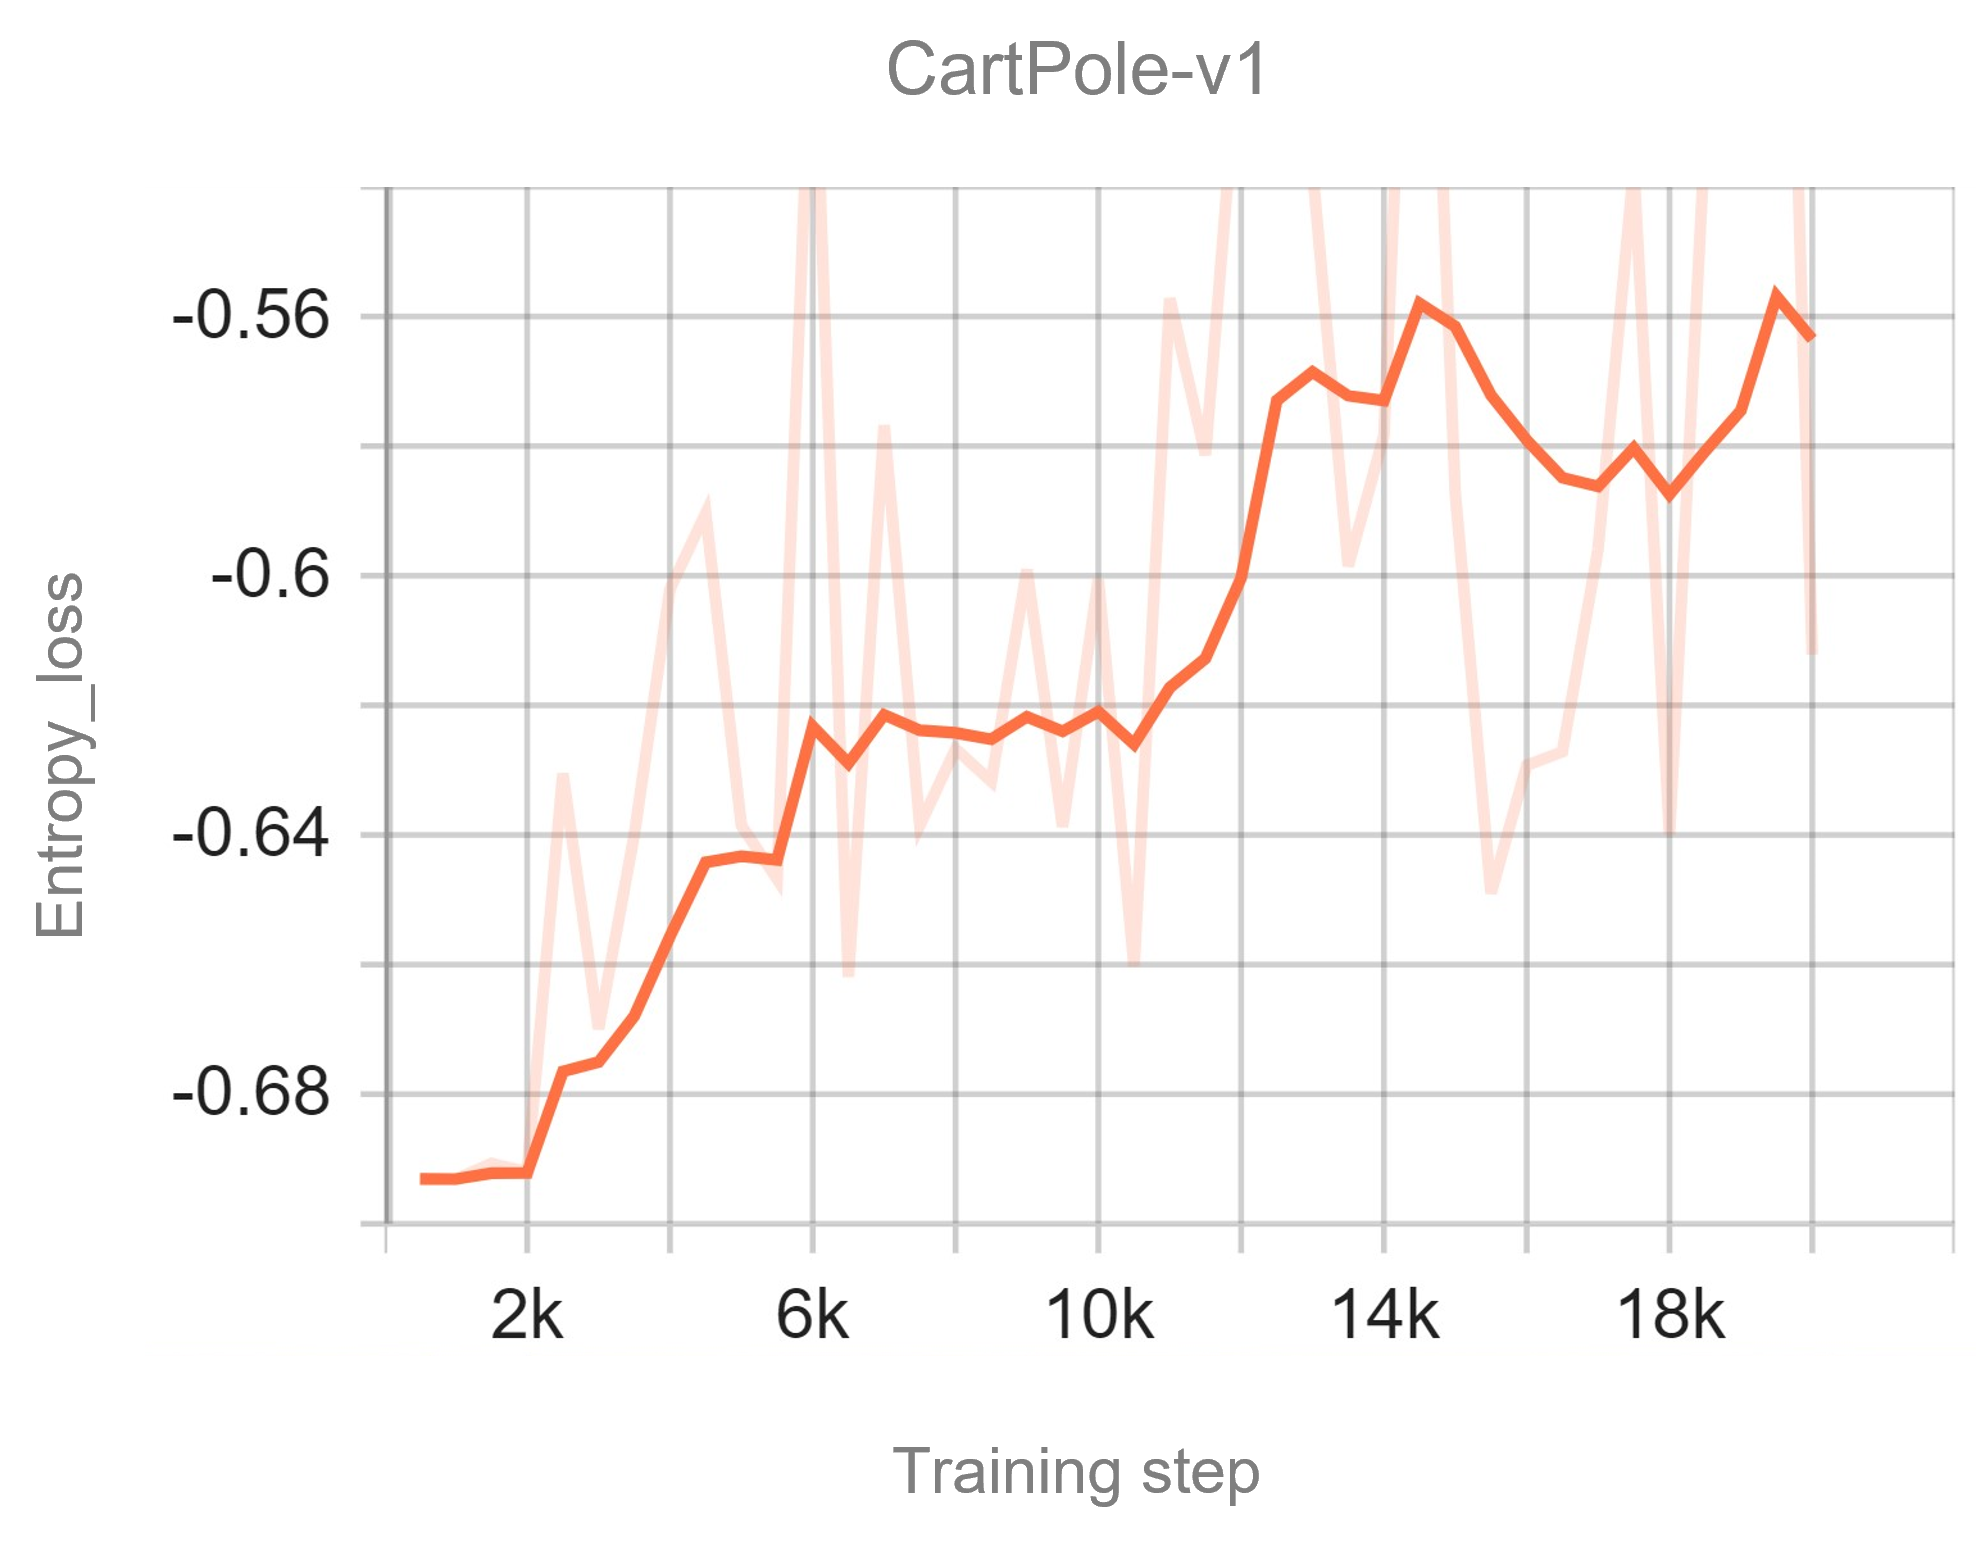 CartPole-v1
-0.56
-0.6
-0.64
-0.68
Entropy_loss
2k 6k 10k 14k 18k
Training step